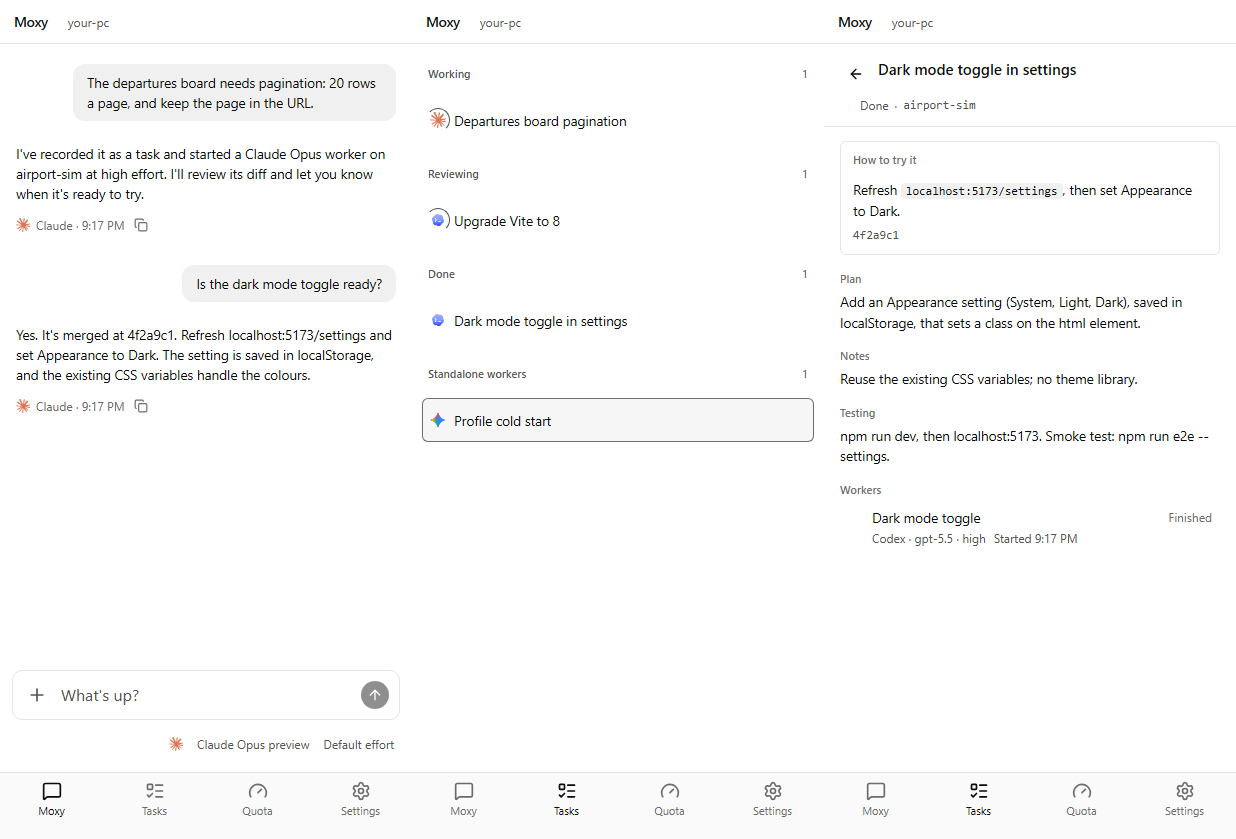 Moxy your-pc
The departures board needs pagination: 20 rows
a page, and keep the page in the URL.
I've recorded it as a task and started a Claude Opus worker on
airport-sim at high effort. I'll review its diff and let you know
when it's ready to try.
Claude · 9:17 PM
Is the dark mode toggle ready?
Yes. It's merged at 4f2a9c1. Refresh localhost:5173/settings and
set Appearance to Dark. The setting is saved in localStorage,
and the existing CSS variables handle the colours.
Claude · 9:17 PM
What's up?
Claude Opus preview Default effort
Moxy Tasks Quota Settings
Moxy your-pc
Working 1
Departures board pagination
Reviewing 1
Upgrade Vite to 8
Done 1
Dark mode toggle in settings
Standalone workers 1
Profile cold start
Moxy Tasks Quota Settings
Moxy your-pc
Dark mode toggle in settings
Done · airport-sim
How to try it
Refresh localhost:5173/settings, then set Appearance
to Dark.
4f2a9c1
Plan
Add an Appearance setting (System, Light, Dark), saved in
localStorage, that sets a class on the html element.
Notes
Reuse the existing CSS variables; no theme library.
Testing
npm run dev, then localhost:5173. Smoke test: npm run e2e --
settings.
Workers
Dark mode toggle Finished
Codex · gpt-5.5 · high Started 9:17 PM
Moxy Tasks Quota Settings